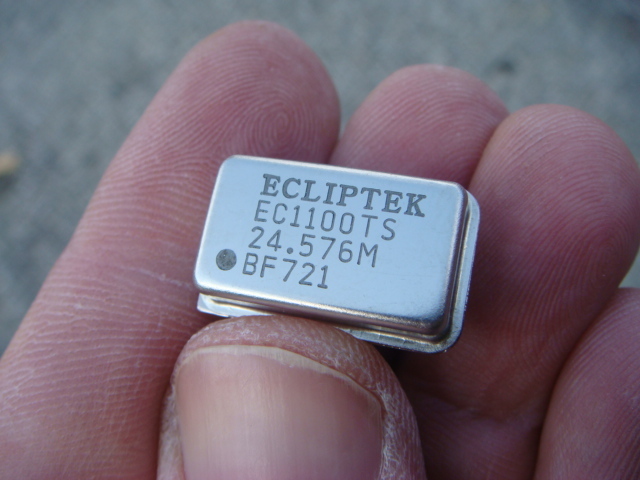 ECLIPTEK
EC1100TS
24.576M
BF721